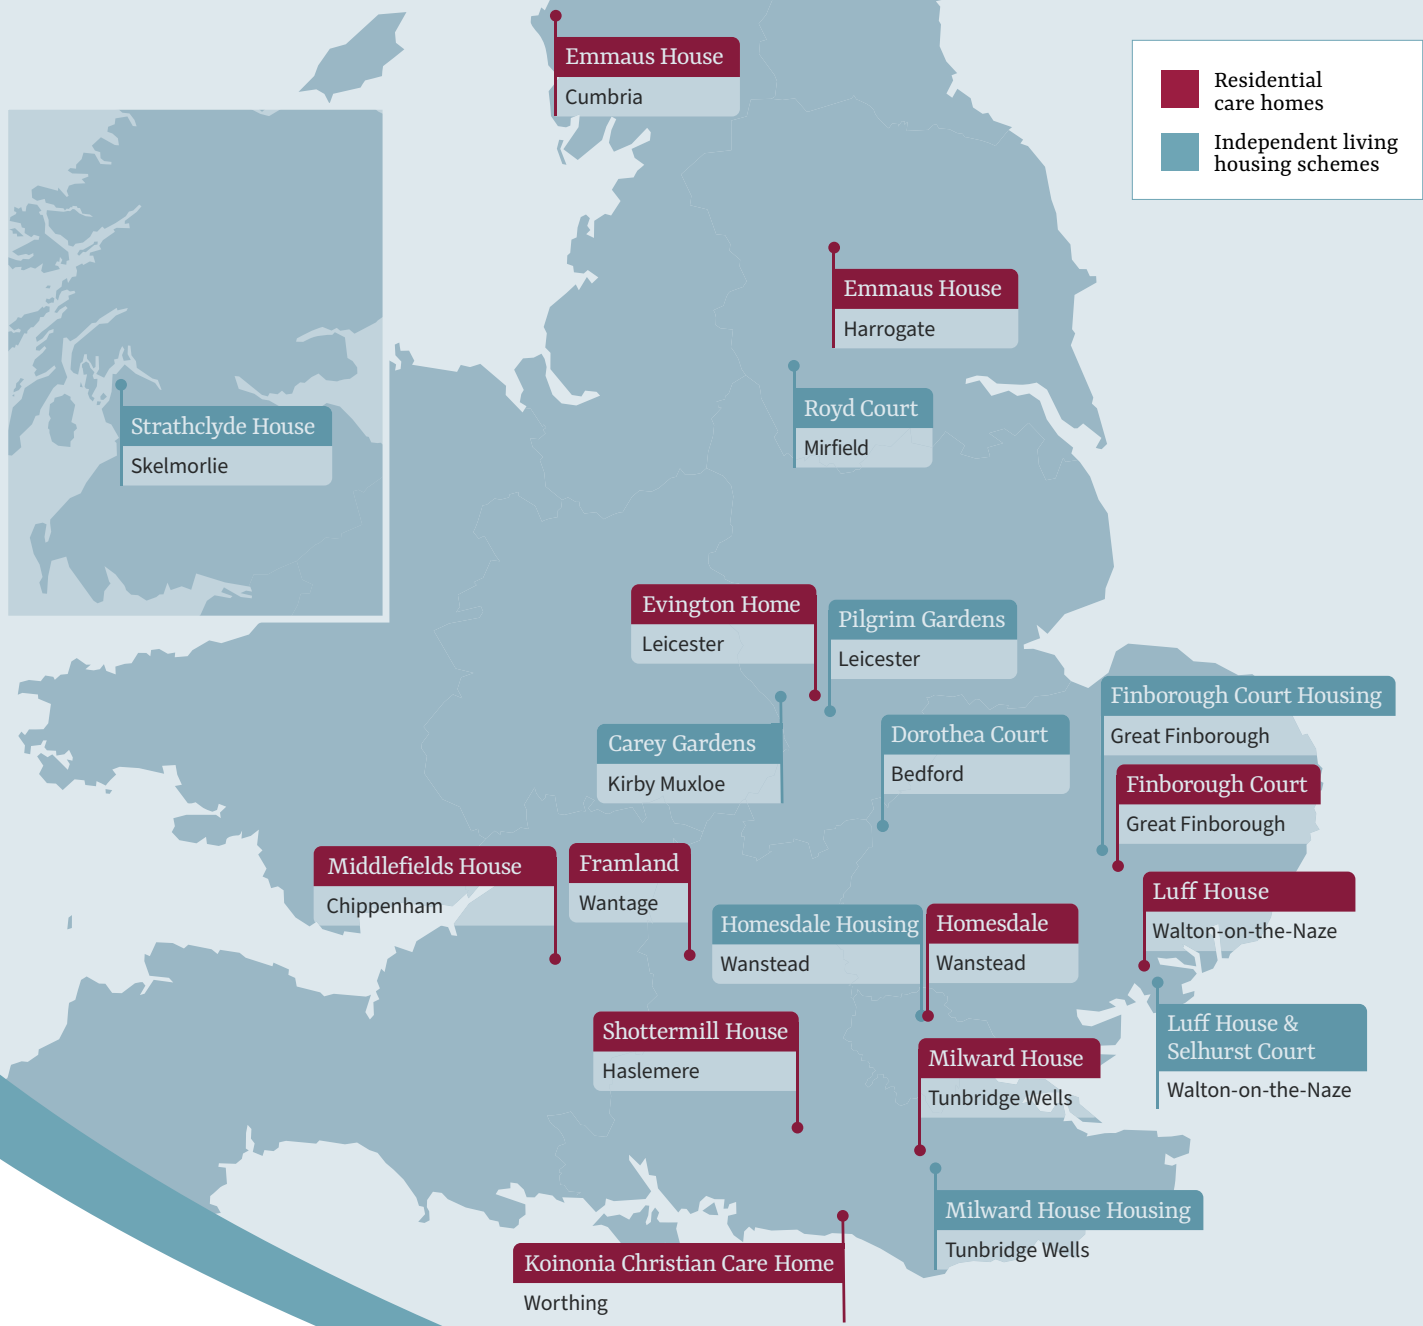 Emmaus House
Cumbria
Residential
care homes
Independent living
housing schemes
Emmaus House
Harrogate
Royd Court
Mirfield
Strathclyde House
Skelmorlie
Evington Home
Leicester
Pilgrim Gardens
Leicester
Finborough Court Housing
Great Finborough
Carey Gardens
Kirby Muxloe
Dorothea Court
Bedford
Finborough Court
Great Finborough
Middlefields House
Chippenham
Framland
Wantage
Luff House
Walton-on-the-Naze
Homesdale Housing
Wanstead
Homesdale
Wanstead
Luff House &
Selhurst Court
Walton-on-the-Naze
Shottermill House
Haslemere
Milward House
Tunbridge Wells
Milward House Housing
Tunbridge Wells
Koinonia Christian Care Home
Worthing